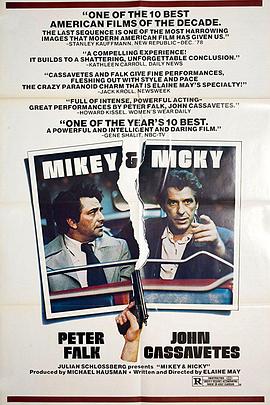 "ONE OF THE 10 BEST
AMERICAN FILMS OF THE DECADE.
THE LAST SEQUENCE IS ONE OF THE MOST HARROWING
IMAGES THAT MODERN AMERICAN FILM HAS GIVEN US."
-STANLEY KAUFFMANN, NEW REPUBLIC-DEC. '78
"A COMPELLING EXPERIENCE!
IT BUILDS TO A SHATTERING, UNFORGETTABLE CONCLUSION."
-KATHLEEN CARROLL, DAILY NEWS
"CASSAVETES AND FALK GIVE FINE PERFORMANCES,
FLESHING OUT WITH STYLE AND PACE
THE CRAZY PARANOID CHARM THAT IS ELAINE MAY'S SPECIALTY!"
-JACK KROLL, NEWSWEEK
"FULL OF INTENSE, POWERFUL ACTING-
GREAT PERFORMANCES BY PETER FALK, JOHN CASSAVETES."
-HOWARD KISSEL, WOMEN'S WEAR DAILY
"ONE OF THE YEAR'S 10 BEST.
A POWERFUL AND INTELLIGENT AND DARING FILM."
-GENE SHALIT, NBC-TV
MIKEY & NICKY
PETER FALK
JOHN CASSAVETES
JULIAN SCHLOSSBERG presents "MIKEY & NICKY"
Produced by MICHAEL HAUSMAN • Written and Directed by ELAINE MAY
R